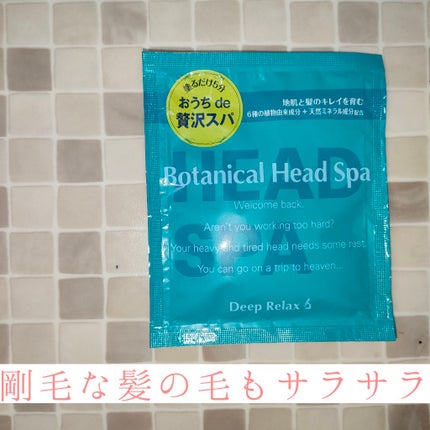 塗るだけ5分
おうち de
贅沢スパ
地肌と髪のキレイを育む
6種の植物由来成分 + 天然ミネラル成分配合
HEAD
SPA
Botanical Head Spa
Welcome back.
Aren't you working too hard?
Your heavy and tired head needs some rest.
You can go on a trip to heaven...
Deep Relax
剛毛な髪の毛もサラサラ